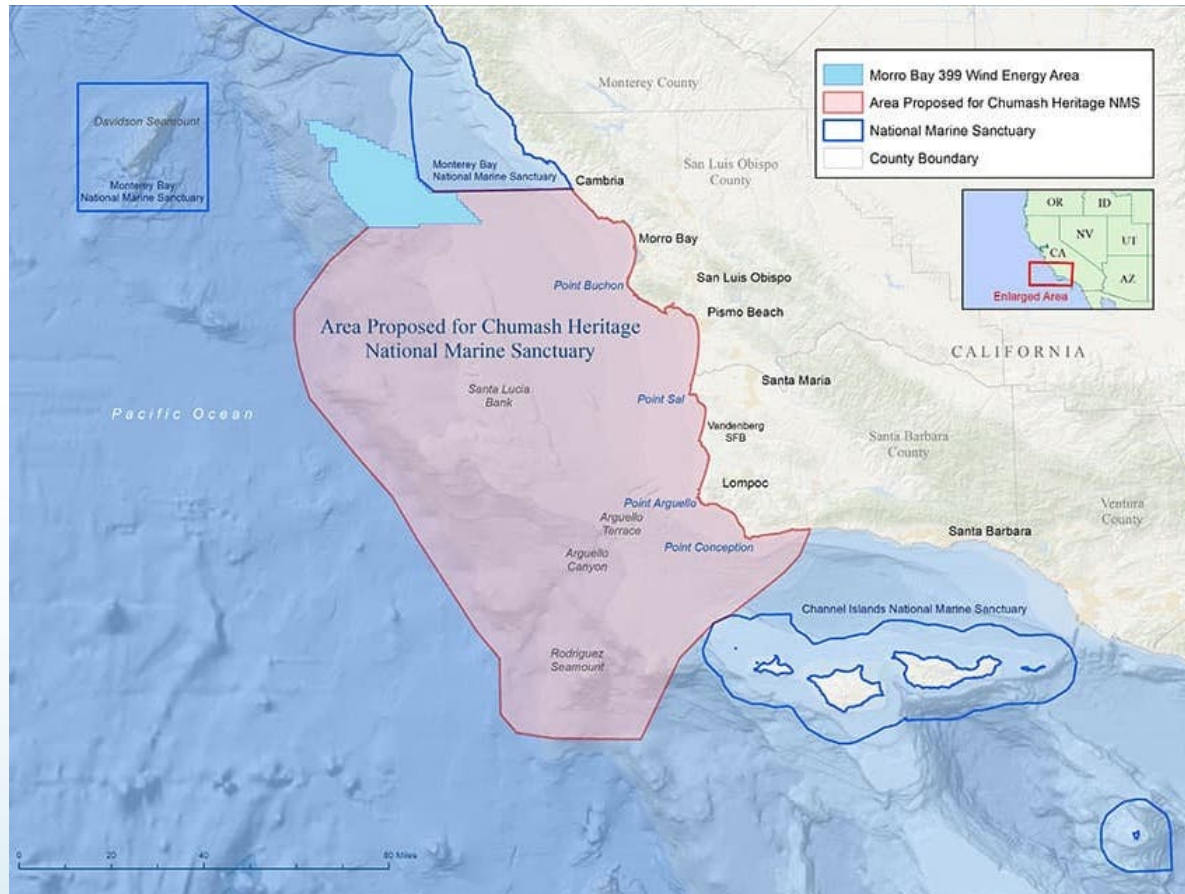 Morro Bay 399 Wind Energy Area
Area Proposed for Chumash Heritage NMS
National Marine Sanctuary
County Boundary
Monterey County
Davidson Seamount
Monterey Bay
National Marine Sanctuary
Monterey Bay
National Marine Sanctuary
Cambria
San Luis Obispo
County
OR
ID
NV
UT
CA
AZ
Enlarged Area
Morro Bay
San Luis Obispo
Point Buchon
Pismo Beach
Area Proposed for Chumash Heritage
National Marine Sanctuary
CALIFORNIA
Santa Lucia
Bank
Santa Maria
Point Sal
Pacific Ocean
Vandenberg
SFB
Santa Barbara
County
Lompoc
Point Arguello
Arguello
Terrace
Ventura
County
Santa Barbara
Point Conception
Arguello
Canyon
Channel Islands National Marine Sanctuary
Rodriguez
Seamount
0
20
40
80 Miles